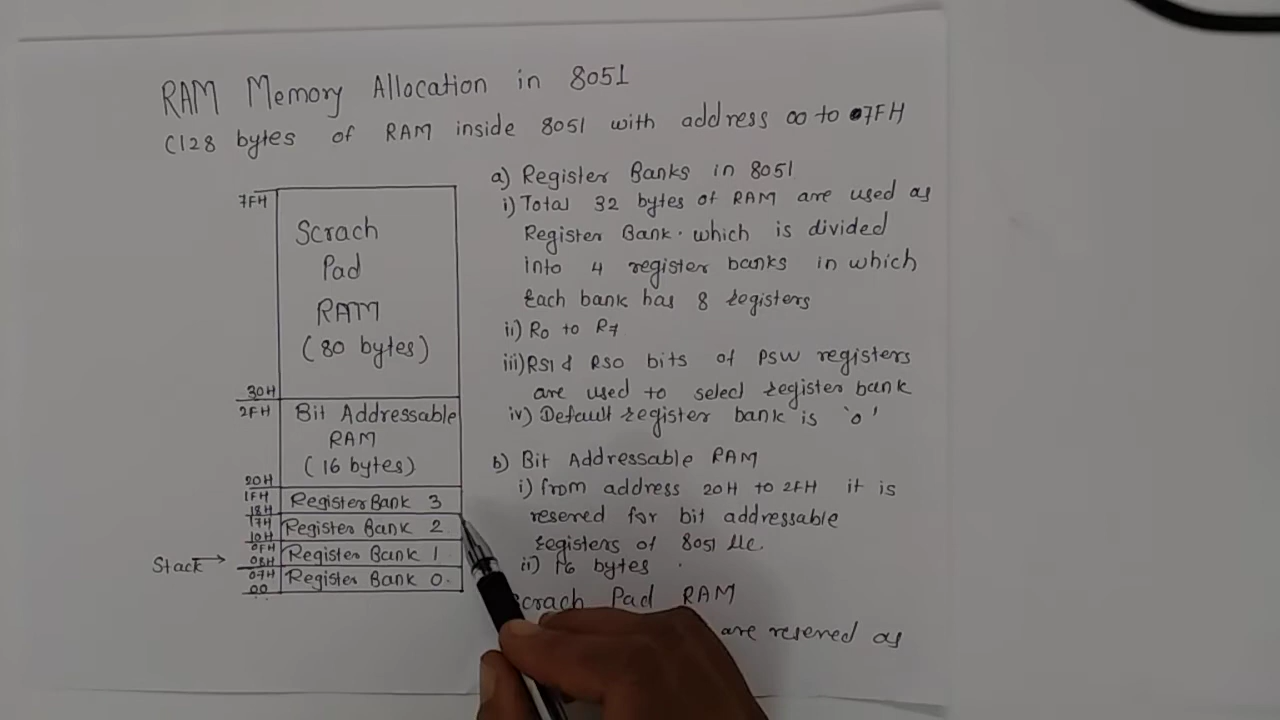 RAM Memory Allocation in 8051
(128 bytes of RAM inside 8051 with address 00 to 07FH
7FH
Scrach
Pad
RAM
(80 bytes)
30H
2FH
Bit Addressable
RAM
(16 bytes)
20H
1FH
Register Bank 3
18H
17H
Register Bank 2
10H
0FH
Register Bank 1
08H
Stack
07H
Register Bank 0
00
a) Register Banks in 8051
i) Total 32 bytes of RAM are used as
Register Bank. which is divided
into 4 register banks in which
Each bank has 8 registers
ii) R0 to R7
iii) RS1 & RS0 bits of PSW registers
are used to select register bank
iv) Default register bank is '0'
b) Bit Addressable RAM
i) from address 20H to 2FH it is
reserved for bit addressable
registers of 8051 μc.
ii) 16 bytes
Scrach Pad RAM
are reserved as